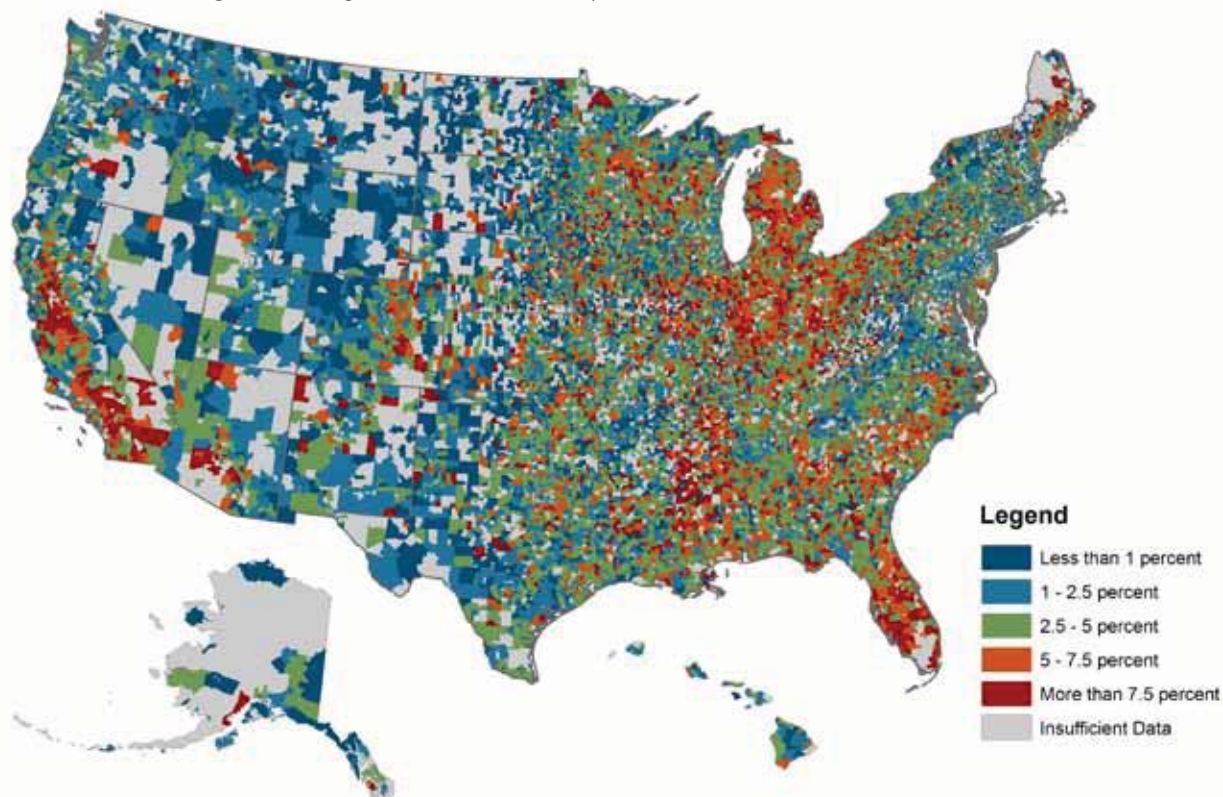 Legend
Less than 1 percent
1 - 2.5 percent
2.5 - 5 percent
5 - 7.5 percent
More than 7.5 percent
Insufficient Data